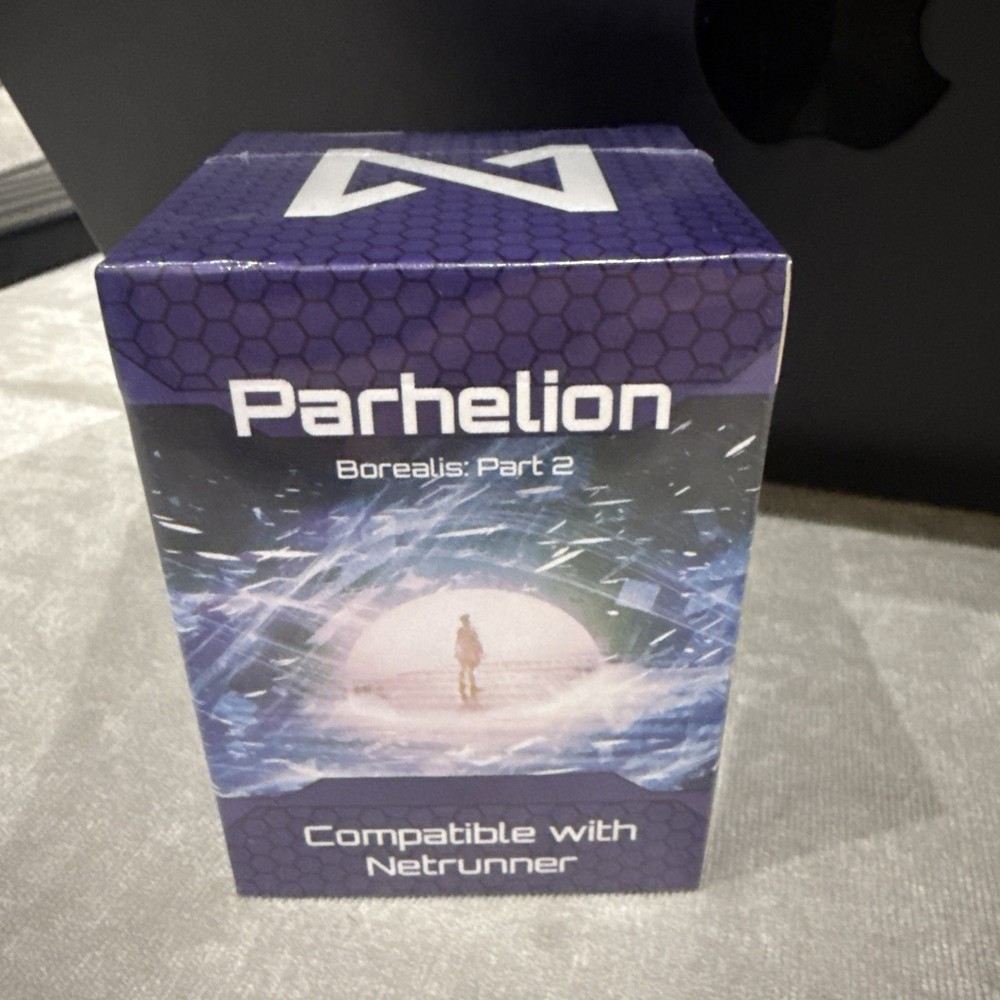 Parhelion
Borealis: Part 2
Compatible with
Netrunner